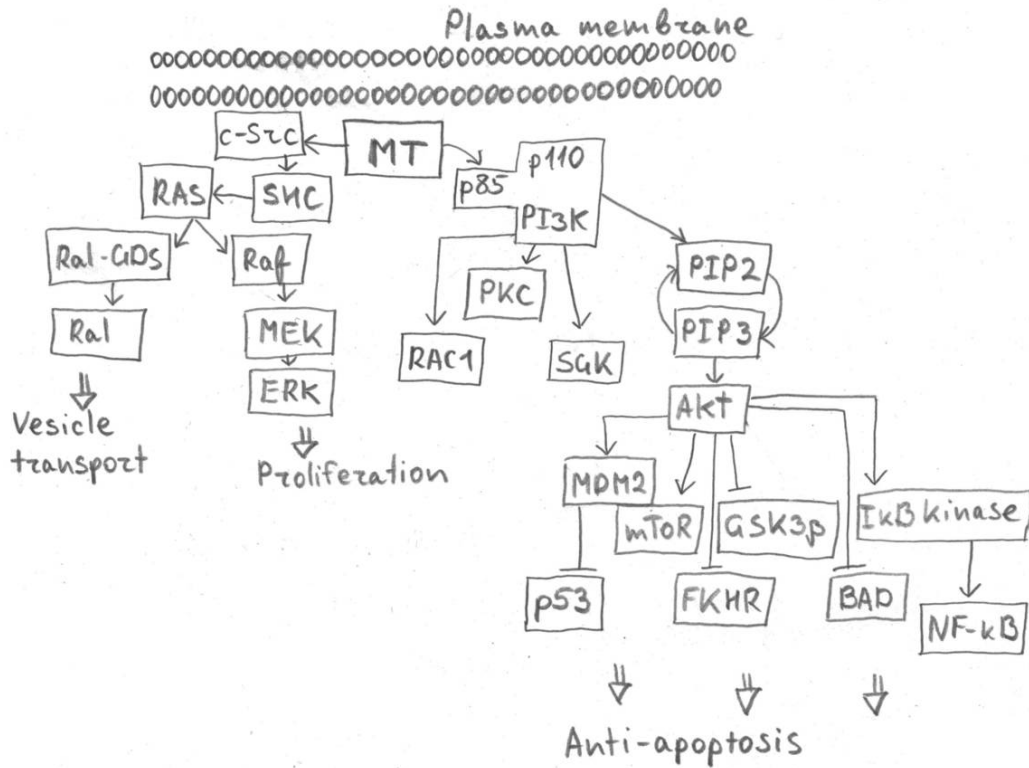 Plasma membrane
c-Src
MT
p110
p85
PI3K
RAS
SHC
Ral-GDS
Raf
PIP2
PKC
Ral
MEK
PIP3
RAC1
SGK
ERK
Akt
Vesicle
transport
Proliferation
MDM2
mTOR
GSK3β
IκB kinase
p53
FKHR
BAD
NF-κB
Anti-apoptosis